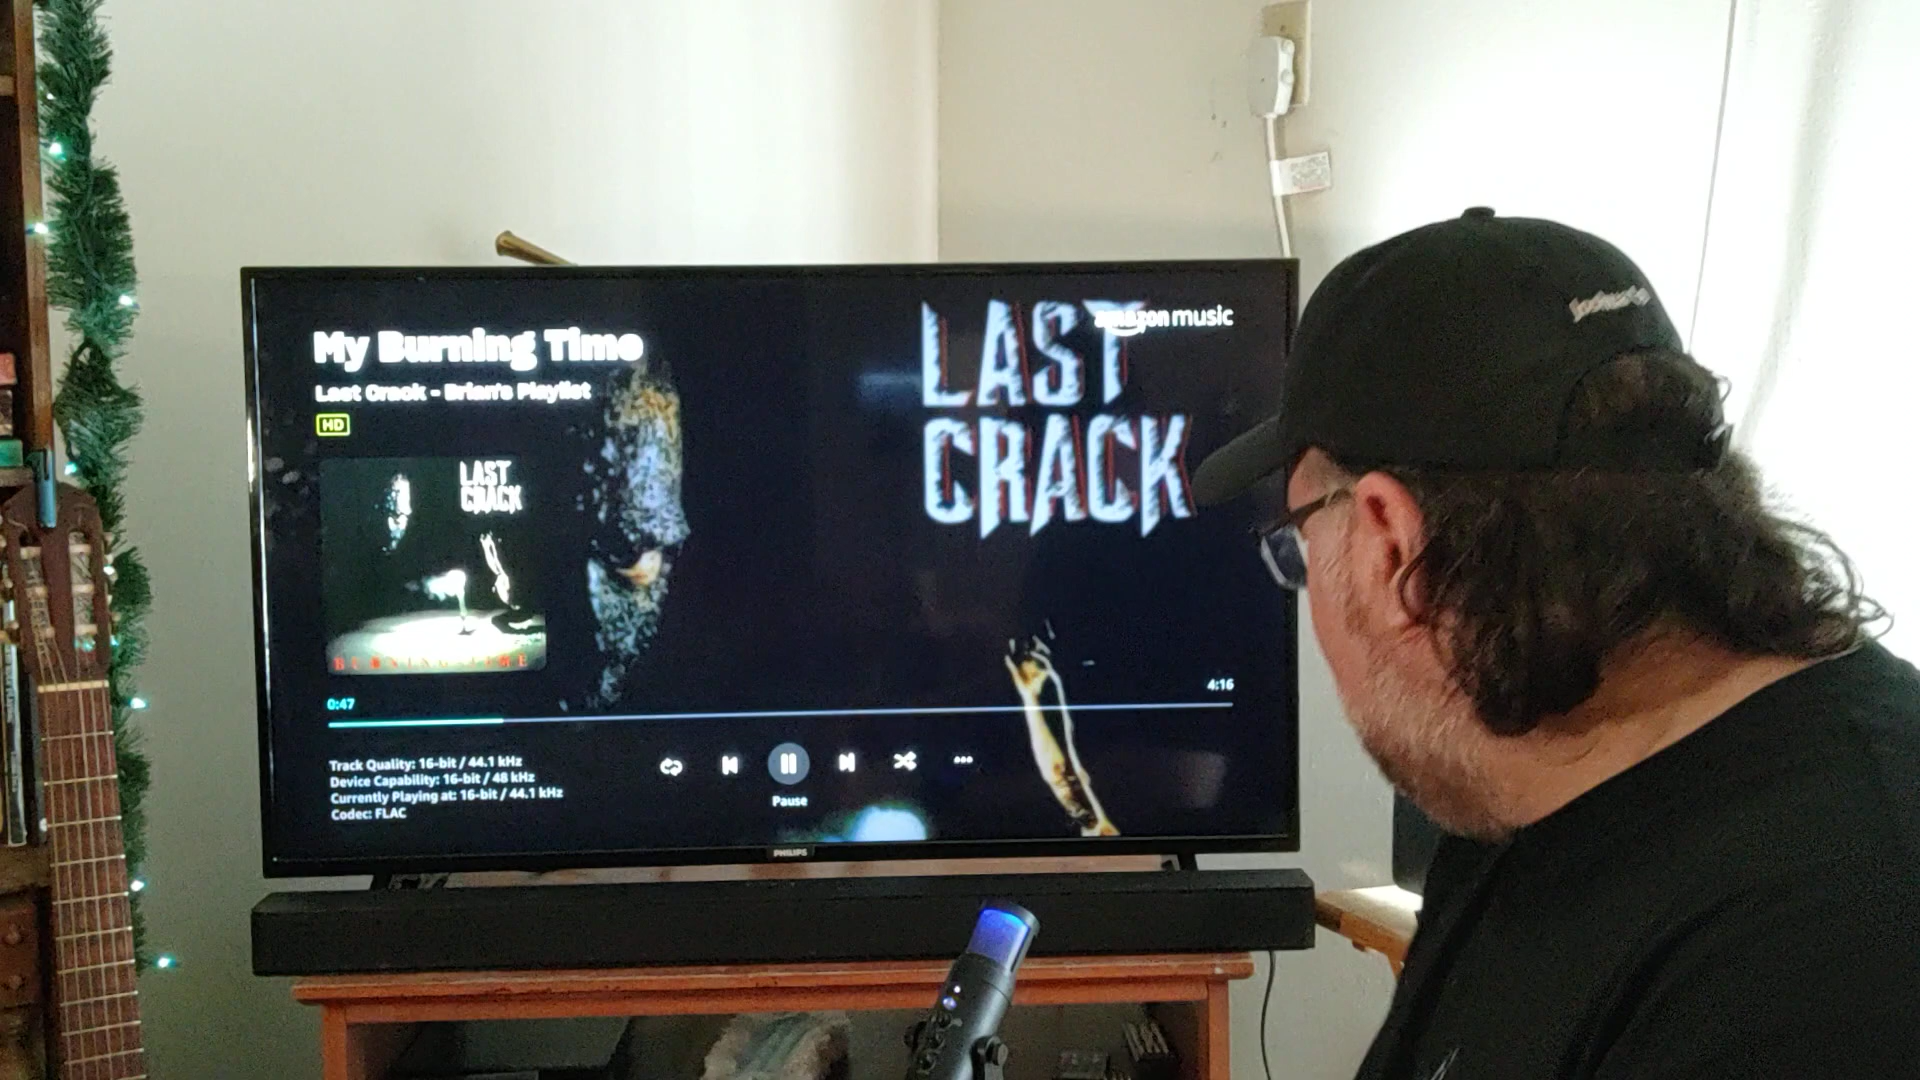 My Burning Time
Last Crack - Brian's Playlist
HD
LAST
CRACK
amazon music
LAST
CRACK
BURNING TIME
0:47
4:16
Track Quality: 16-bit / 44.1 kHz
Device Capability: 16-bit / 48 kHz
Currently Playing at: 16-bit / 44.1 kHz
Codec: FLAC
Pause
PHILIPS